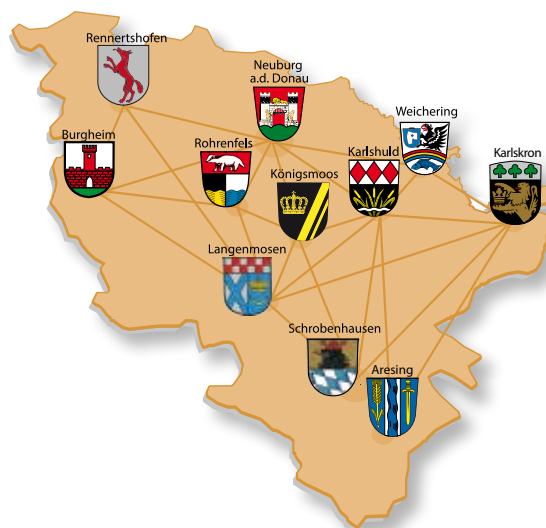 Rennertshofen
Neuburg
a.d. Donau
Weichering
Burgheim
Rohrenfels
Karlshuld
Karlskron
Königsmoos
Langenmosen
Schrobenhausen
Aresing